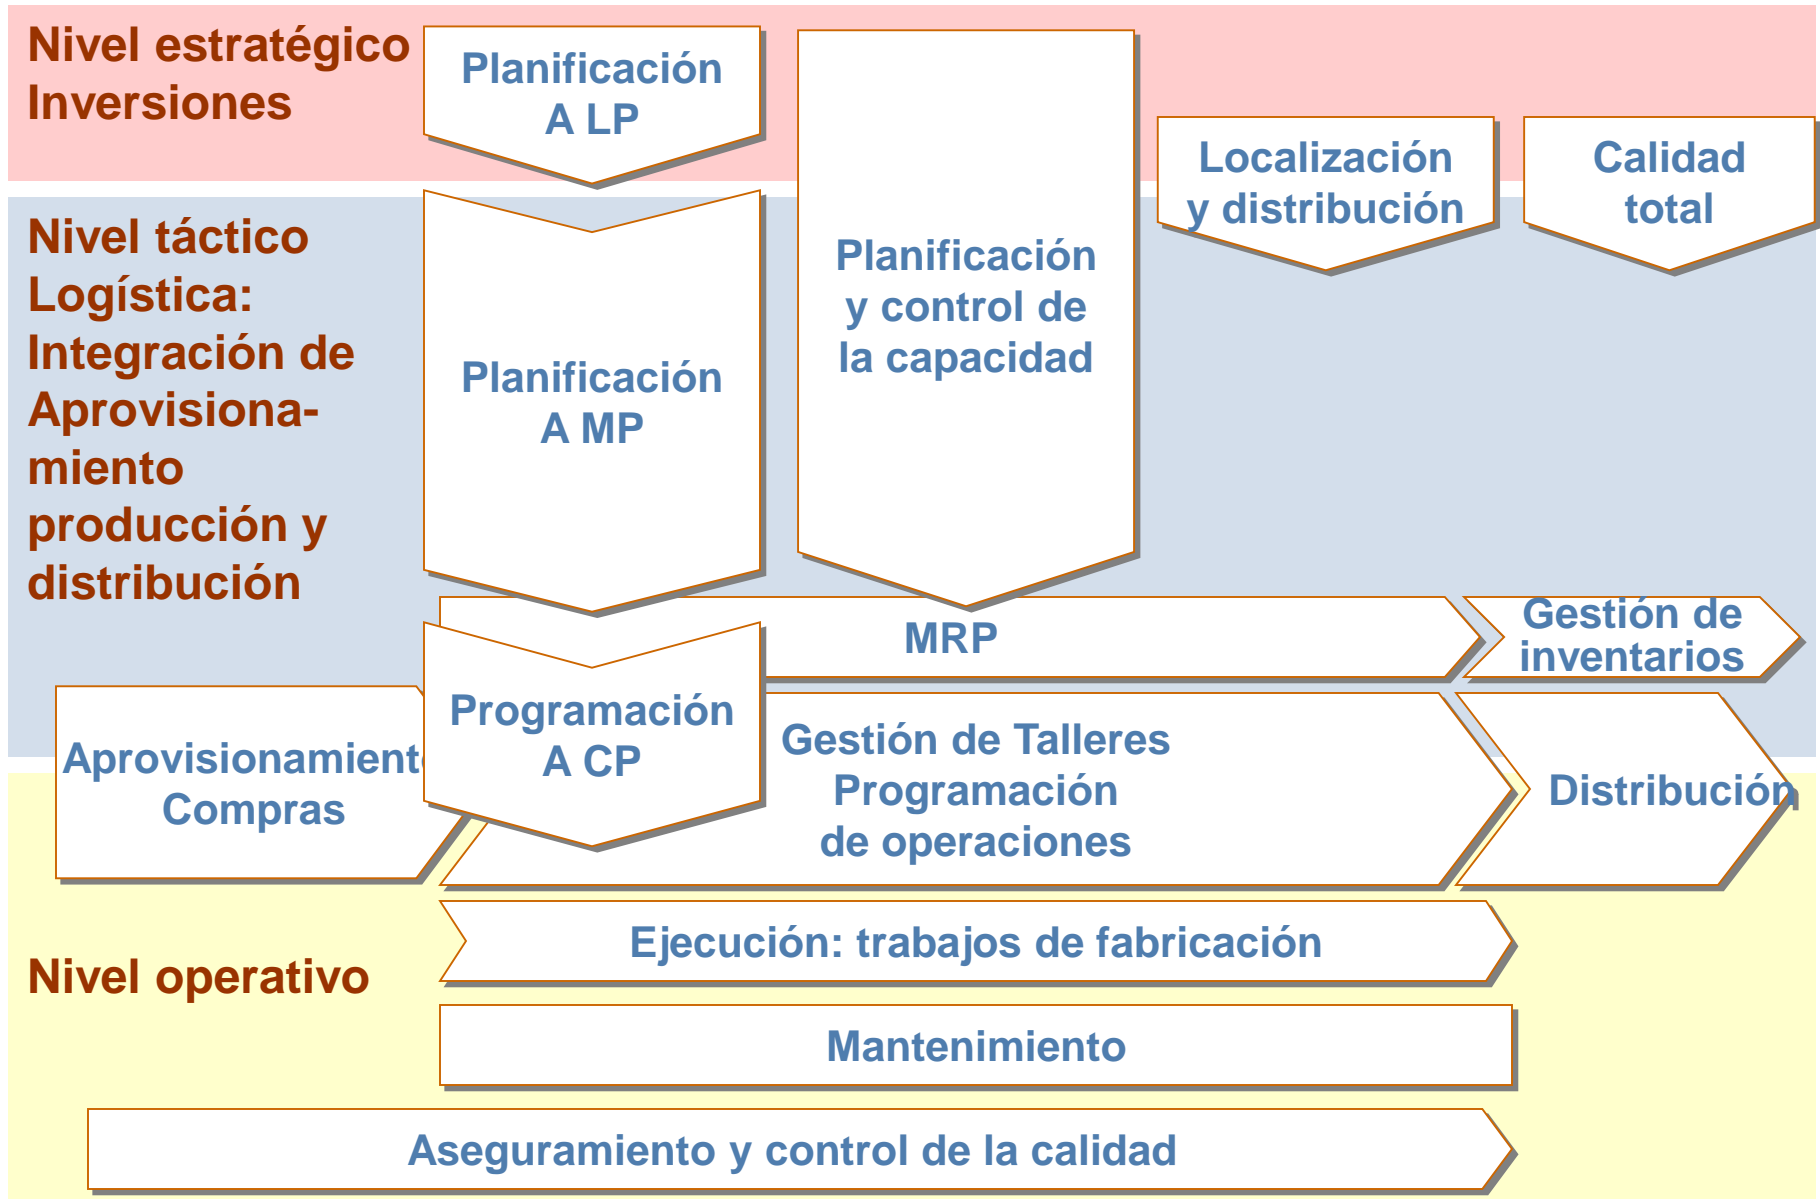 Nivel estratégico
Inversiones
Planificación
A LP
Planificación
y control de
la capacidad
Localización
y distribución
Calidad
total
Nivel táctico
Logística:
Integración de
Aprovisiona-
miento
producción y
distribución
Planificación
A MP
MRP
Gestión de
inventarios
Aprovisionamiento
Compras
Programación
A CP
Gestión de Talleres
Programación
de operaciones
Distribución
Nivel operativo
Ejecución: trabajos de fabricación
Mantenimiento
Aseguramiento y control de la calidad